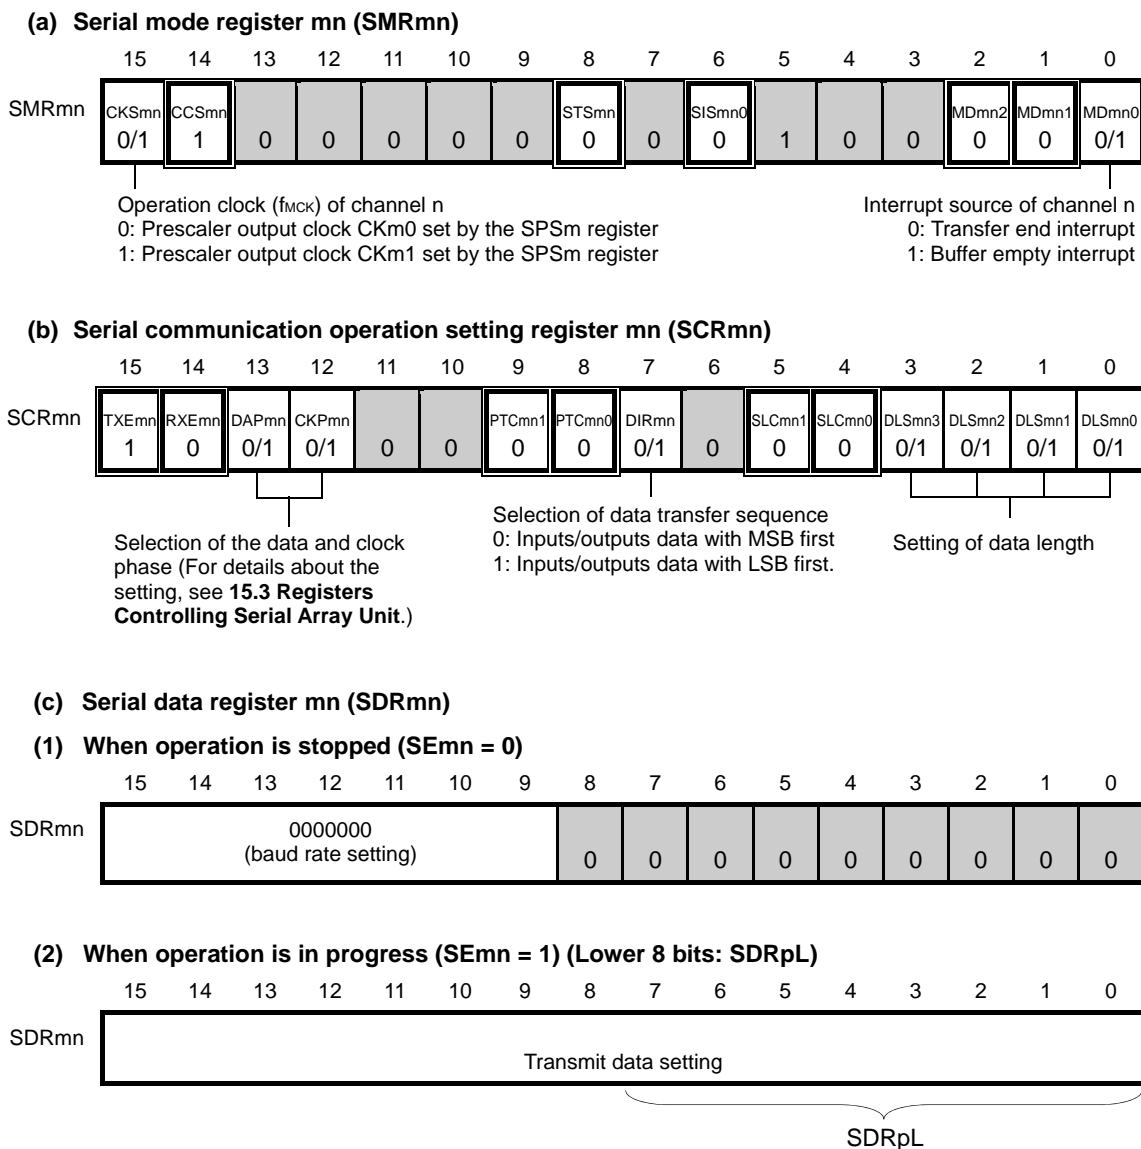 (a) Serial mode register mn (SMRmn)
15 14 13 12 11 10 9 8 7 6 5 4 3 2 1 0
SMRmn
CKSmn CCSmn STSmn SISmn0 MDmn2 MDmn1 MDmn0
0/1 1 0 0 0 0 0 0 0 0 1 0 0 0 0 0/1
Operation clock (fMCK) of channel n
0: Prescaler output clock CKm0 set by the SPSm register
1: Prescaler output clock CKm1 set by the SPSm register
Interrupt source of channel n
0: Transfer end interrupt
1: Buffer empty interrupt
(b) Serial communication operation setting register mn (SCRmn)
15 14 13 12 11 10 9 8 7 6 5 4 3 2 1 0
SCRmn
TXEmn RXEmn DAPmn CKPmn PTCmn1 PTCmn0 DIRmn SLCmn1 SLCmn0 DLSmn3 DLSmn2 DLSmn1 DLSmn0
1 0 0/1 0/1 0 0 0 0 0/1 0 0 0 0/1 0/1 0/1 0/1
Selection of the data and clock
phase (For details about the
setting, see 15.3 Registers
Controlling Serial Array Unit.)
Selection of data transfer sequence
0: Inputs/outputs data with MSB first
1: Inputs/outputs data with LSB first.
Setting of data length
(c) Serial data register mn (SDRmn)
(1) When operation is stopped (SEmn = 0)
15 14 13 12 11 10 9 8 7 6 5 4 3 2 1 0
SDRmn
0000000
(baud rate setting)
0 0 0 0 0 0 0 0 0
(2) When operation is in progress (SEmn = 1) (Lower 8 bits: SDRpL)
15 14 13 12 11 10 9 8 7 6 5 4 3 2 1 0
SDRmn
Transmit data setting
SDRpL